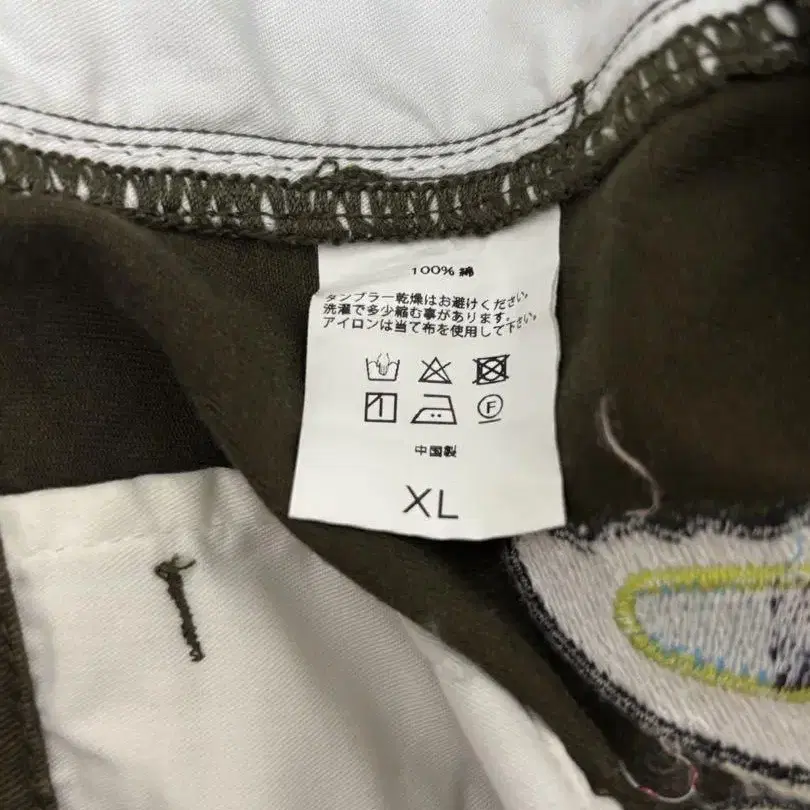 100% 綿
タンブラー乾燥はお避けください。
洗濯で多少縮む事があります。
アイロンは当て布を使用して下さい。
F
中国製
XL